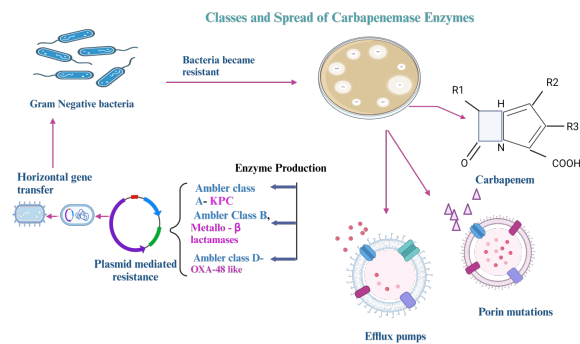 Classes and Spread of Carbapenemase Enzymes
Bacteria became
resistant
Gram Negative bacteria
R1
H
R2
R3
N
O
COOH
Carbapenem
Horizontal gene
transfer
Enzyme Production
Ambler class
A- KPC
Ambler Class B,
Metallo - β
lactamases
Ambler class D-
OXA-48 like
Plasmid mediated
resistance
Efflux pumps
Porin mutations